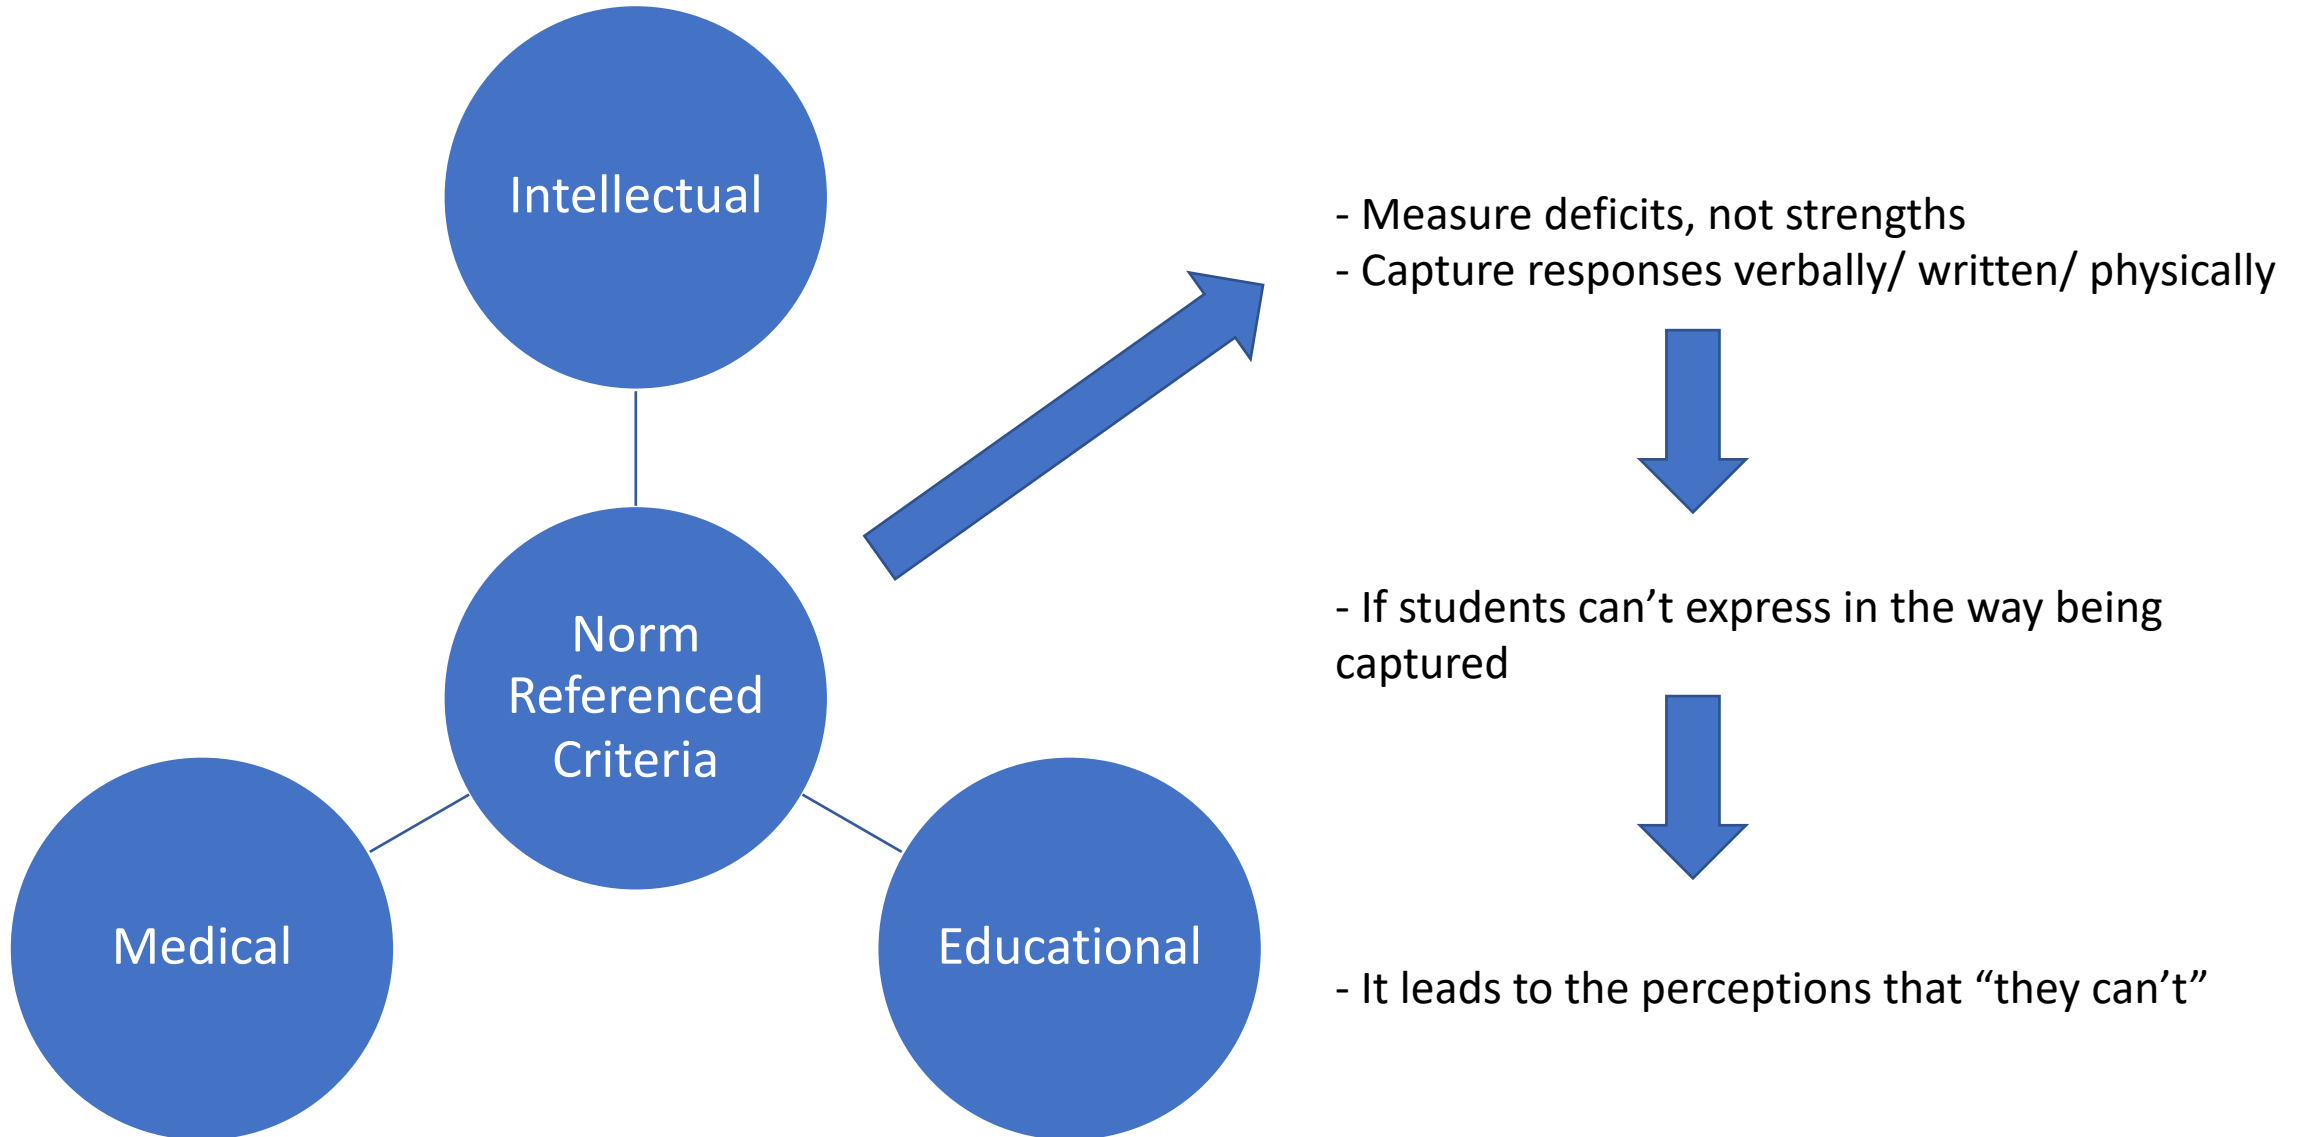 Intellectual
Norm
Referenced
Criteria
Medical
Educational
- Measure deficits, not strengths
- Capture responses verbally/ written/ physically
- If students can’t express in the way being
captured
- It leads to the perceptions that “they can’t”